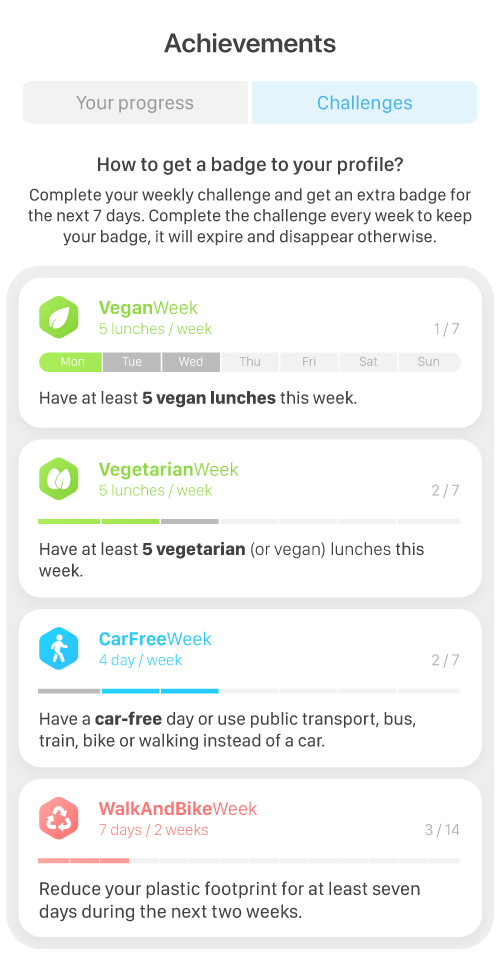 Achievements
Your progress
Challenges
How to get a badge to your profile?
Complete your weekly challenge and get an extra badge for
the next 7 days. Complete the challenge every week to keep
your badge, it will expire and disappear otherwise.
VeganWeek
5 lunches / week
1 / 7
Mon Tue Wed Thu Fri Sat Sun
Have at least 5 vegan lunches this week.
VegetarianWeek
5 lunches / week
2 / 7
Have at least 5 vegetarian (or vegan) lunches this
week.
CarFreeWeek
4 day / week
2 / 7
Have a car-free day or use public transport, bus,
train, bike or walking instead of a car.
WalkAndBikeWeek
7 days / 2 weeks
3 / 14
Reduce your plastic footprint for at least seven
days during the next two weeks.